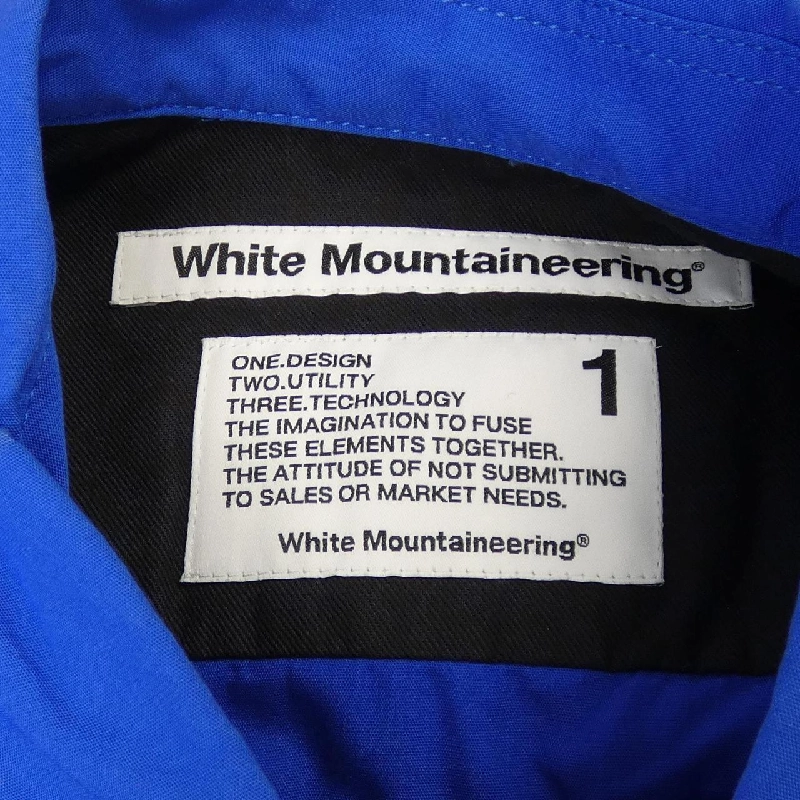 White Mountaineering®
1
ONE.DESIGN
TWO.UTILITY
THREE.TECHNOLOGY
THE IMAGINATION TO FUSE
THESE ELEMENTS TOGETHER.
THE ATTITUDE OF NOT SUBMITTING
TO SALES OR MARKET NEEDS.
White Mountaineering®